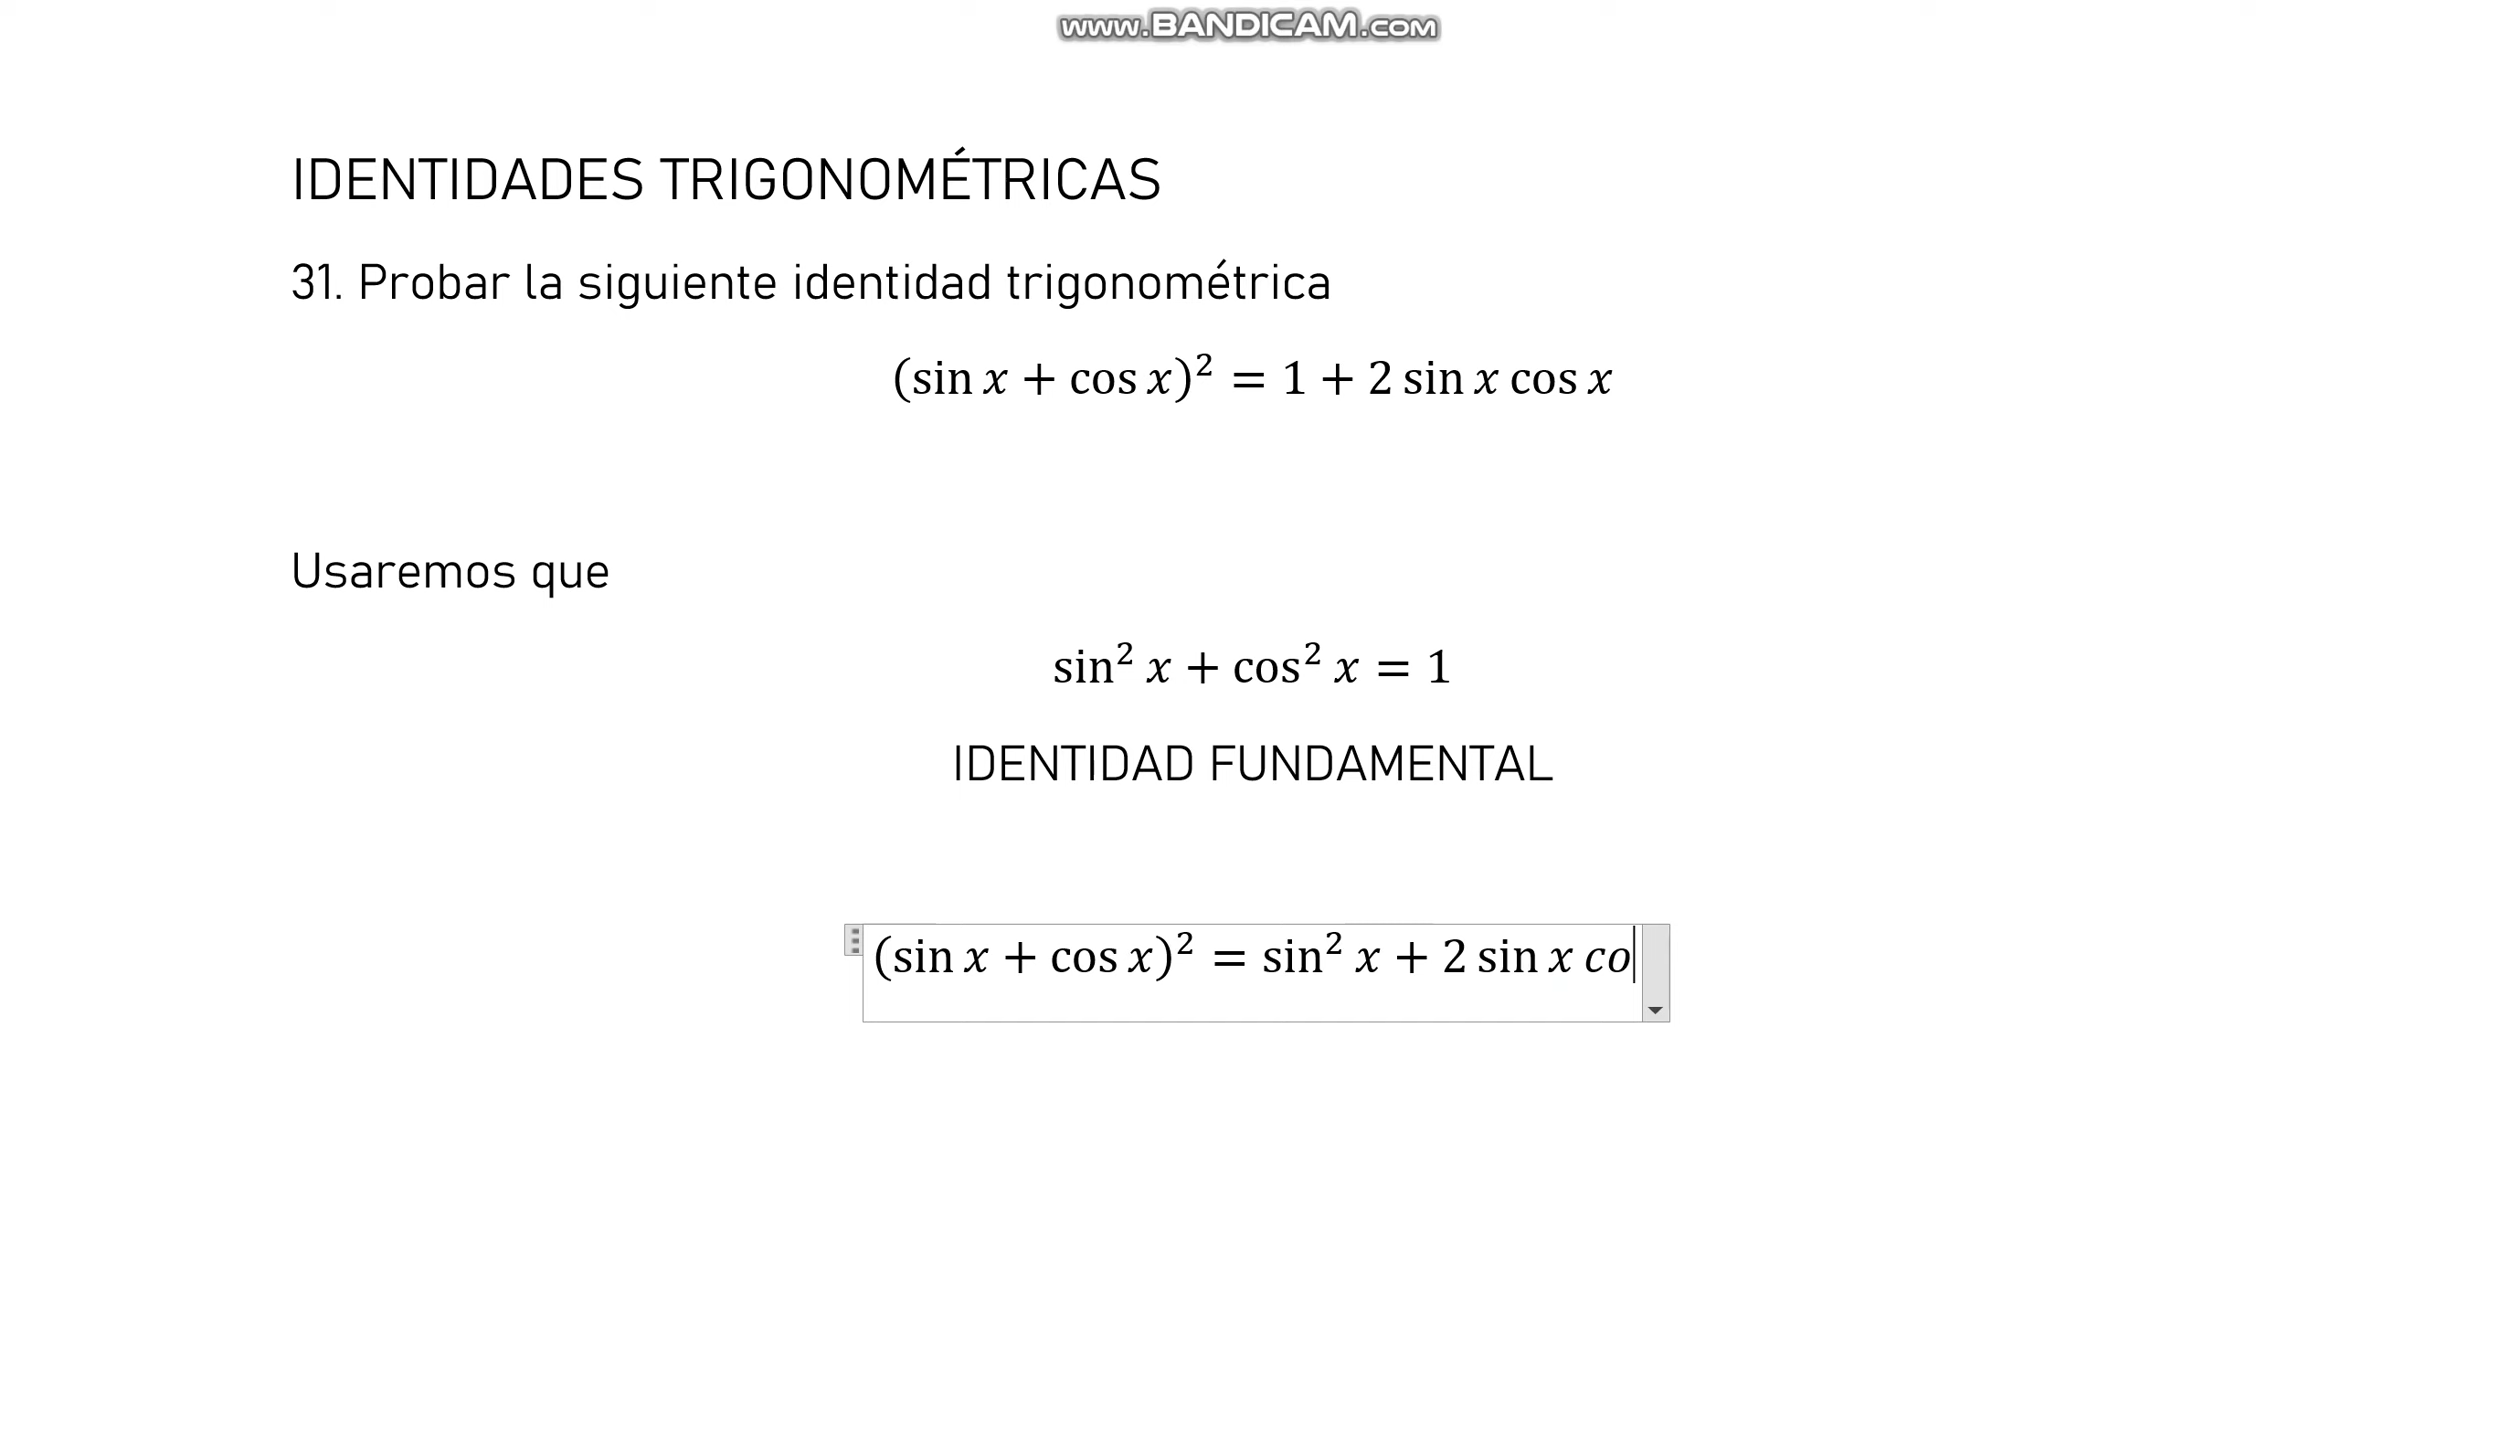 www.BANDICAM.com
IDENTIDADES TRIGONOMÉTRICAS
31. Probar la siguiente identidad trigonométrica
(sin x + cos x)² = 1 + 2 sin x cos x
Usaremos que
sin² x + cos² x = 1
IDENTIDAD FUNDAMENTAL
(sin x + cos x)² = sin² x + 2 sin x co